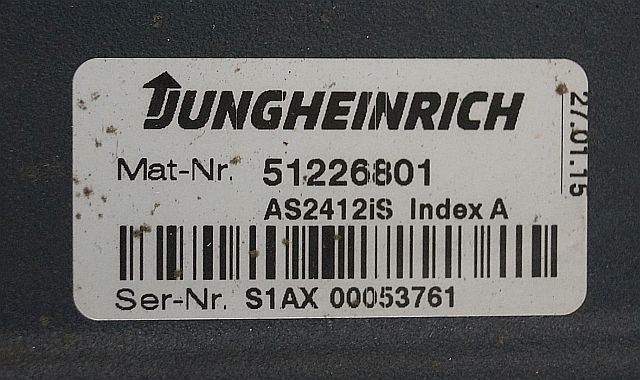 JUNGHEINRICH
Mat-Nr. 51226801
AS2412iS Index A
Ser-Nr. S1AX 00053761
27.01.15